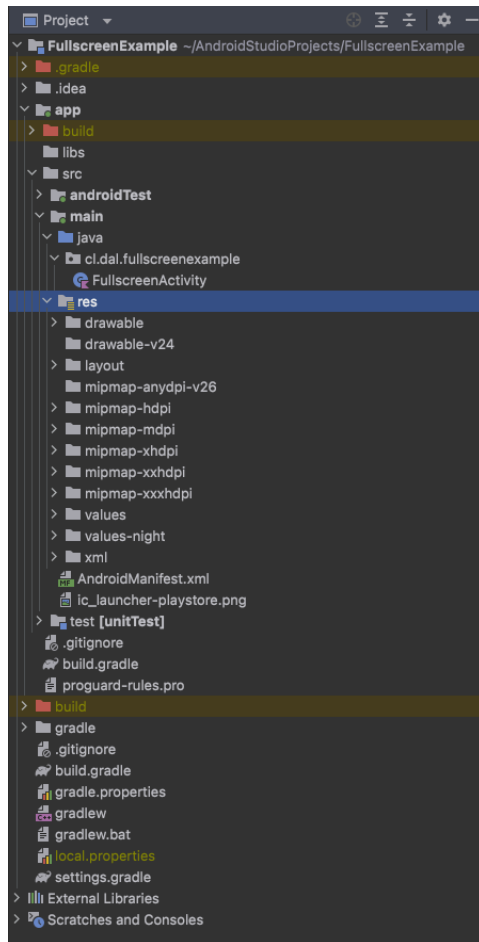 Project
FullscreenExample ~/AndroidStudioProjects/FullscreenExample
.gradle
.idea
app
build
libs
src
androidTest
main
java
cl.dal.fullscreenexample
FullscreenActivity
res
drawable
drawable-v24
layout
mipmap-anydpi-v26
mipmap-hdpi
mipmap-mdpi
mipmap-xhdpi
mipmap-xxhdpi
mipmap-xxxhdpi
values
values-night
xml
AndroidManifest.xml
ic_launcher-playstore.png
test [unitTest]
.gitignore
build.gradle
proguard-rules.pro
build
gradle
.gitignore
build.gradle
gradle.properties
gradlew
gradlew.bat
local.properties
settings.gradle
External Libraries
Scratches and Consoles